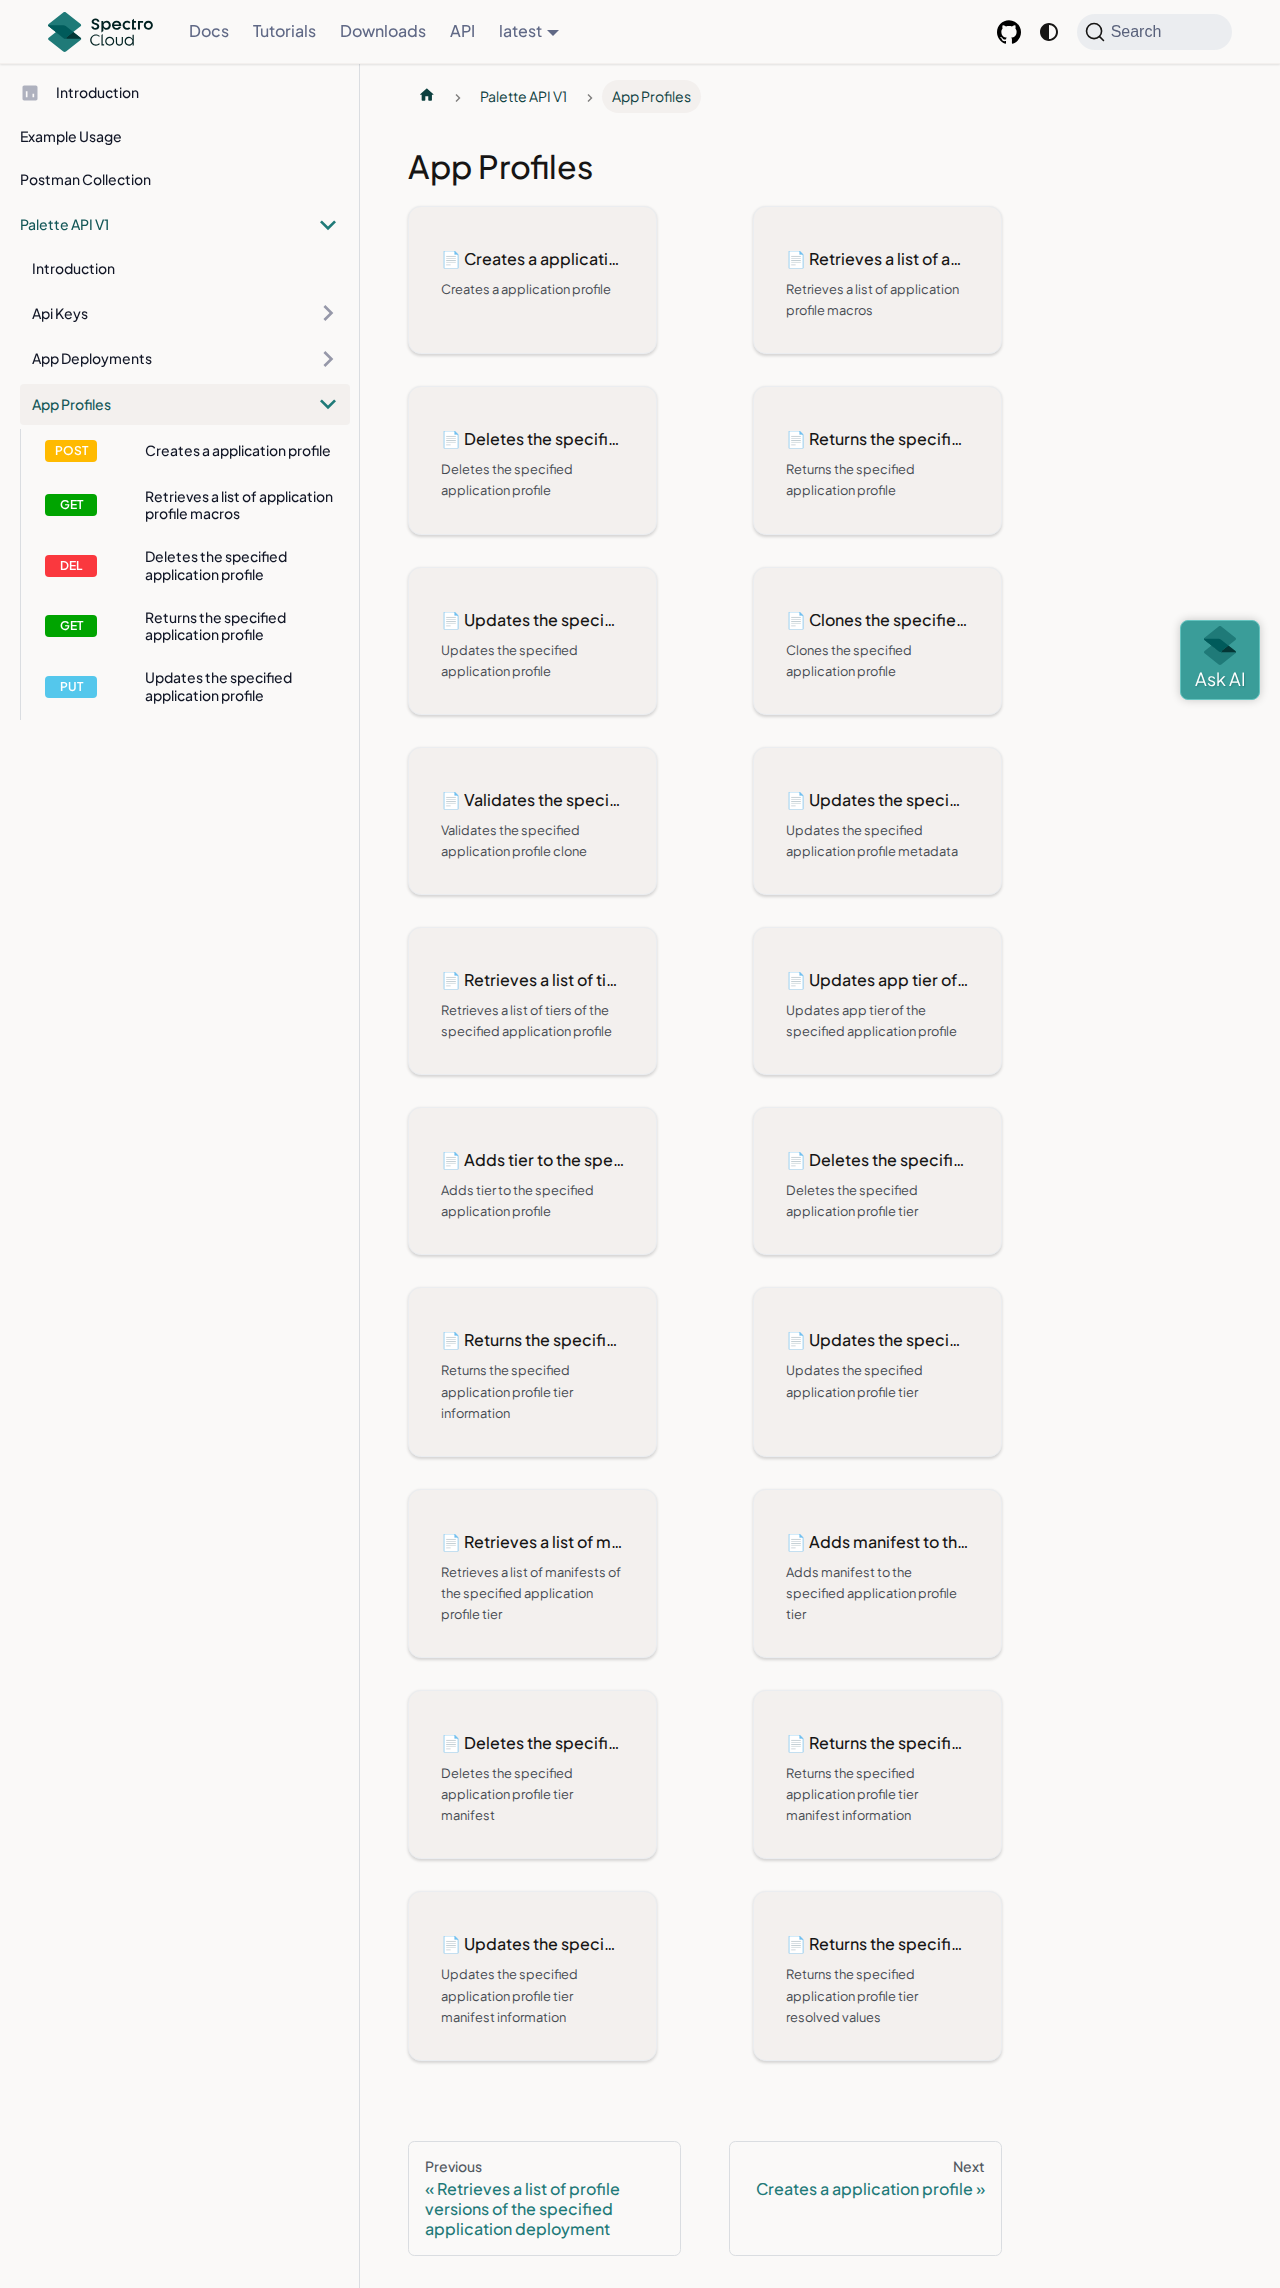 Spectro
Cloud
Docs
Tutorials
Downloads
API
latest
Search
Introduction
Example Usage
Postman Collection
Palette API V1
Introduction
Api Keys
App Deployments
App Profiles
POST
Creates a application profile
GET
Retrieves a list of application
profile macros
DEL
Deletes the specified
application profile
GET
Returns the specified
application profile
PUT
Updates the specified
application profile
Palette API V1
App Profiles
App Profiles
Creates a applicati...
Creates a application profile
Retrieves a list of a...
Retrieves a list of application
profile macros
Deletes the specifi...
Deletes the specified
application profile
Returns the specifi...
Returns the specified
application profile
Updates the speci...
Updates the specified
application profile
Clones the specifie...
Clones the specified
application profile
Validates the speci...
Validates the specified
application profile clone
Updates the speci...
Updates the specified
application profile metadata
Retrieves a list of ti...
Retrieves a list of tiers of the
specified application profile
Updates app tier of...
Updates app tier of the
specified application profile
Adds tier to the spe...
Adds tier to the specified
application profile
Deletes the specifi...
Deletes the specified
application profile tier
Returns the specifi...
Returns the specified
application profile tier
information
Updates the speci...
Updates the specified
application profile tier
Retrieves a list of m...
Retrieves a list of manifests of
the specified application
profile tier
Adds manifest to th...
Adds manifest to the
specified application profile
tier
Deletes the specifi...
Deletes the specified
application profile tier
manifest
Returns the specifi...
Returns the specified
application profile tier
manifest information
Updates the speci...
Updates the specified
application profile tier
manifest information
Returns the specifi...
Returns the specified
application profile tier
resolved values
Ask AI
Previous
« Retrieves a list of profile
versions of the specified
application deployment
Next
Creates a application profile »